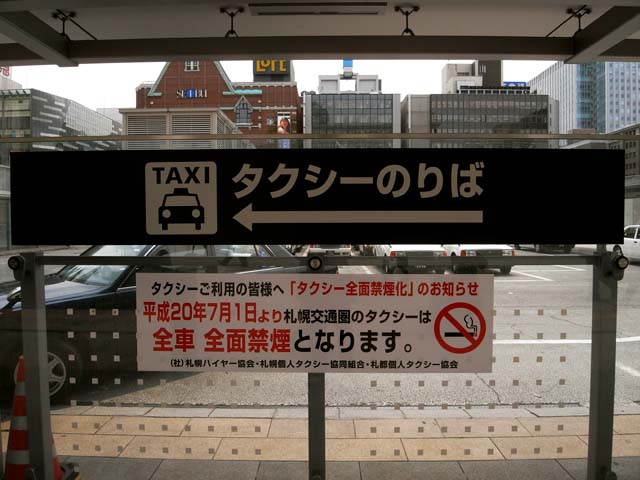 LOFT
SEIBU
TAXI
タクシーのりば
タクシーご利用の皆様へ「タクシー全面禁煙化」のお知らせ
平成20年7月1日より札幌交通圏のタクシーは
全車 全面禁煙となります。
(社)札幌ハイヤー協会・札幌個人タクシー協同組合・札都個人タクシー協会